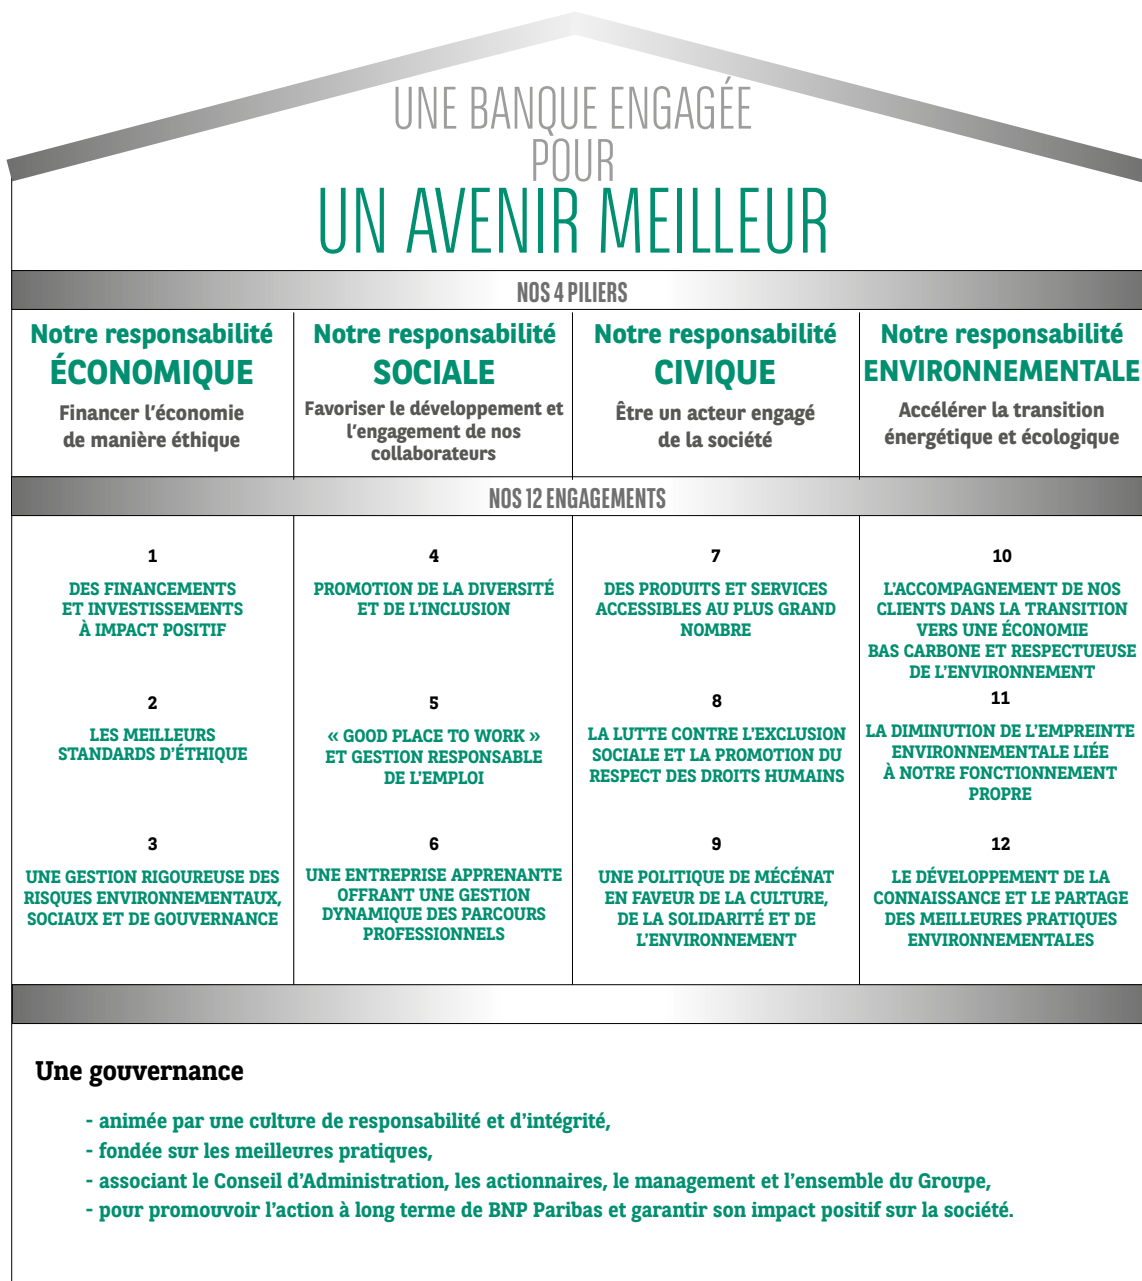 UNE BANQUE ENGAGÉE
POUR
UN AVENIR MEILLEUR
NOS 4 PILIERS
Notre responsabilité
ÉCONOMIQUE
Financer l'économie
de manière éthique
Notre responsabilité
SOCIALE
Favoriser le développement et
l'engagement de nos
collaborateurs
Notre responsabilité
CIVIQUE
Être un acteur engagé
de la société
Notre responsabilité
ENVIRONNEMENTALE
Accélérer la transition
énergétique et écologique
NOS 12 ENGAGEMENTS
1
DES FINANCEMENTS
ET INVESTISSEMENTS
À IMPACT POSITIF
2
LES MEILLEURS
STANDARDS D'ÉTHIQUE
3
UNE GESTION RIGOUREUSE DES
RISQUES ENVIRONNEMENTAUX,
SOCIAUX ET DE GOUVERNANCE
4
PROMOTION DE LA DIVERSITÉ
ET DE L'INCLUSION
5
« GOOD PLACE TO WORK »
ET GESTION RESPONSABLE
DE L'EMPLOI
6
UNE ENTREPRISE APPRENANTE
OFFRANT UNE GESTION
DYNAMIQUE DES PARCOURS
PROFESSIONNELS
7
DES PRODUITS ET SERVICES
ACCESSIBLES AU PLUS GRAND
NOMBRE
8
LA LUTTE CONTRE L'EXCLUSION
SOCIALE ET LA PROMOTION DU
RESPECT DES DROITS HUMAINS
9
UNE POLITIQUE DE MÉCÉNAT
EN FAVEUR DE LA CULTURE,
DE LA SOLIDARITÉ ET DE
L'ENVIRONNEMENT
10
L'ACCOMPAGNEMENT DE NOS
CLIENTS DANS LA TRANSITION
VERS UNE ÉCONOMIE
BAS CARBONE ET RESPECTUEUSE
DE L'ENVIRONNEMENT
11
LA DIMINUTION DE L'EMPREINTE
ENVIRONNEMENTALE LIÉE
À NOTRE FONCTIONNEMENT
PROPRE
12
LE DÉVELOPPEMENT DE LA
CONNAISSANCE ET LE PARTAGE
DES MEILLEURES PRATIQUES
ENVIRONNEMENTALES
Une gouvernance
- animée par une culture de responsabilité et d'intégrité,
- fondée sur les meilleures pratiques,
- associant le Conseil d'Administration, les actionnaires, le management et l'ensemble du Groupe,
- pour promouvoir l'action à long terme de BNP Paribas et garantir son impact positif sur la société.